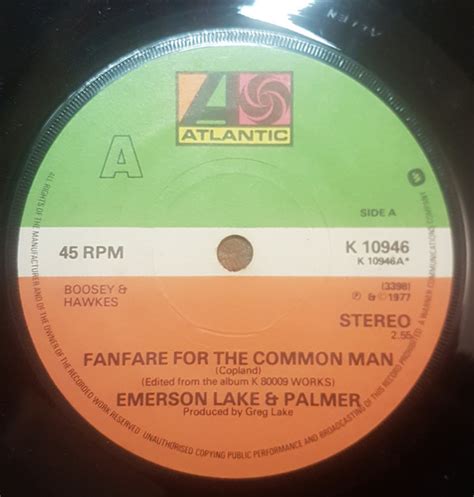 ATLANTIC
A
SIDE A
45 RPM
K 10946
K 10946A*
BOOSEY &
HAWKES
(3398)
℗ & © 1977
STEREO
2.55
FANFARE FOR THE COMMON MAN
(Copland)
(Edited from the album K 80009 WORKS)
EMERSON LAKE & PALMER
Produced by Greg Lake
ALL RIGHTS OF THE MANUFACTURER AND OF THE OWNER OF THE RECORDED WORK RESERVED. UNAUTHORISED COPYING PUBLIC PERFORMANCE AND BROADCASTING OF THIS RECORD PROHIBITED. A WARNER COMMUNICATIONS COMPANY